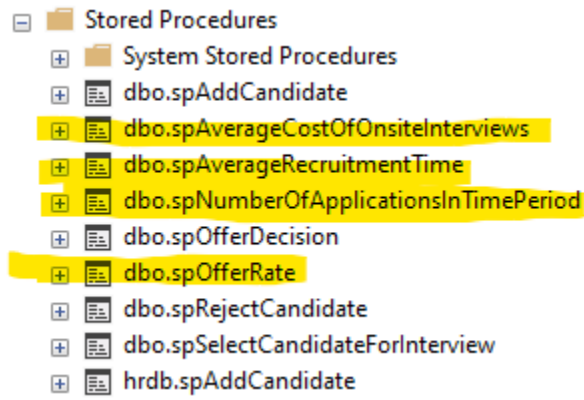 Stored Procedures
System Stored Procedures
dbo.spAddCandidate
dbo.spAverageCostOfOnsiteInterviews
dbo.spAverageRecruitmentTime
dbo.spNumberOfApplicationsInTimePeriod
dbo.spOfferDecision
dbo.spOfferRate
dbo.spRejectCandidate
dbo.spSelectCandidateForInterview
hrdb.spAddCandidate